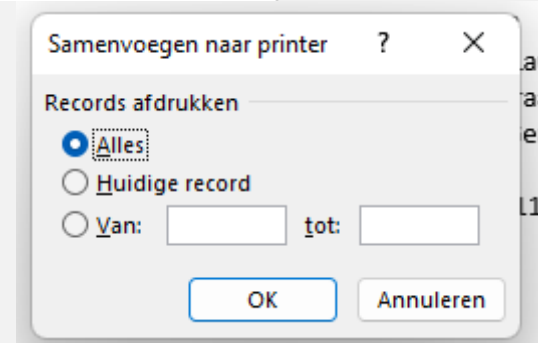 Samenvoegen naar printer ? ✕
Records afdrukken
Alles
Huidige record
Van: tot:
OK Annuleren